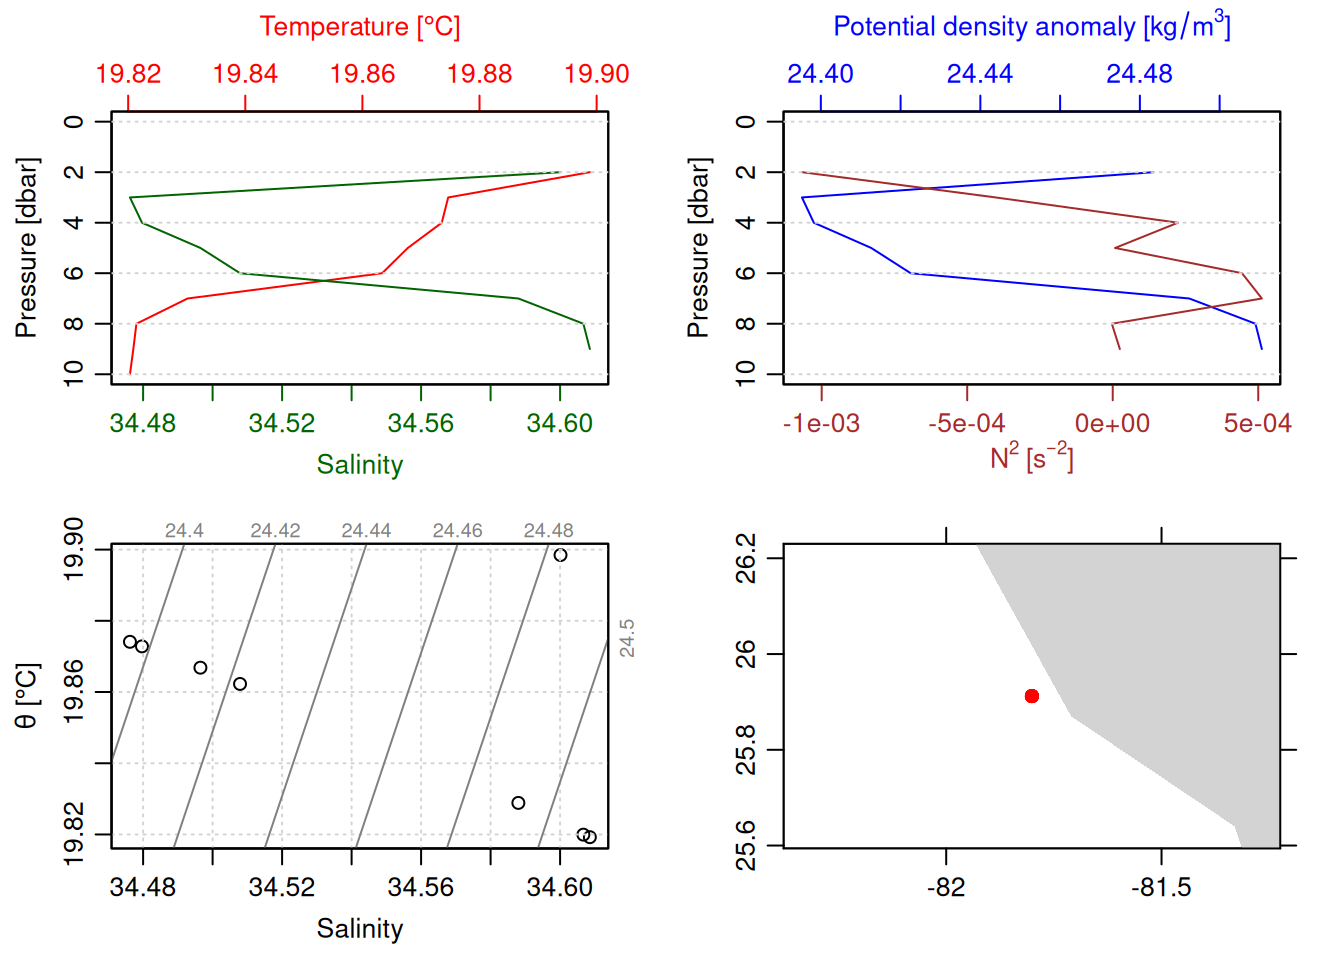 Temperature [°C]
19.82 19.84 19.86 19.88 19.90
Pressure [dbar]
0
2
4
6
8
10
34.48 34.52 34.56 34.60
Salinity
Potential density anomaly [kg/m³]
24.40 24.44 24.48
Pressure [dbar]
0
2
4
6
8
10
-1e-03 -5e-04 0e+00 5e-04
N² [s⁻²]
24.4 24.42 24.44 24.46 24.48
24.5
θ [°C]
19.90
19.86
19.82
34.48 34.52 34.56 34.60
Salinity
26.2
26
25.8
25.6
-82 -81.5